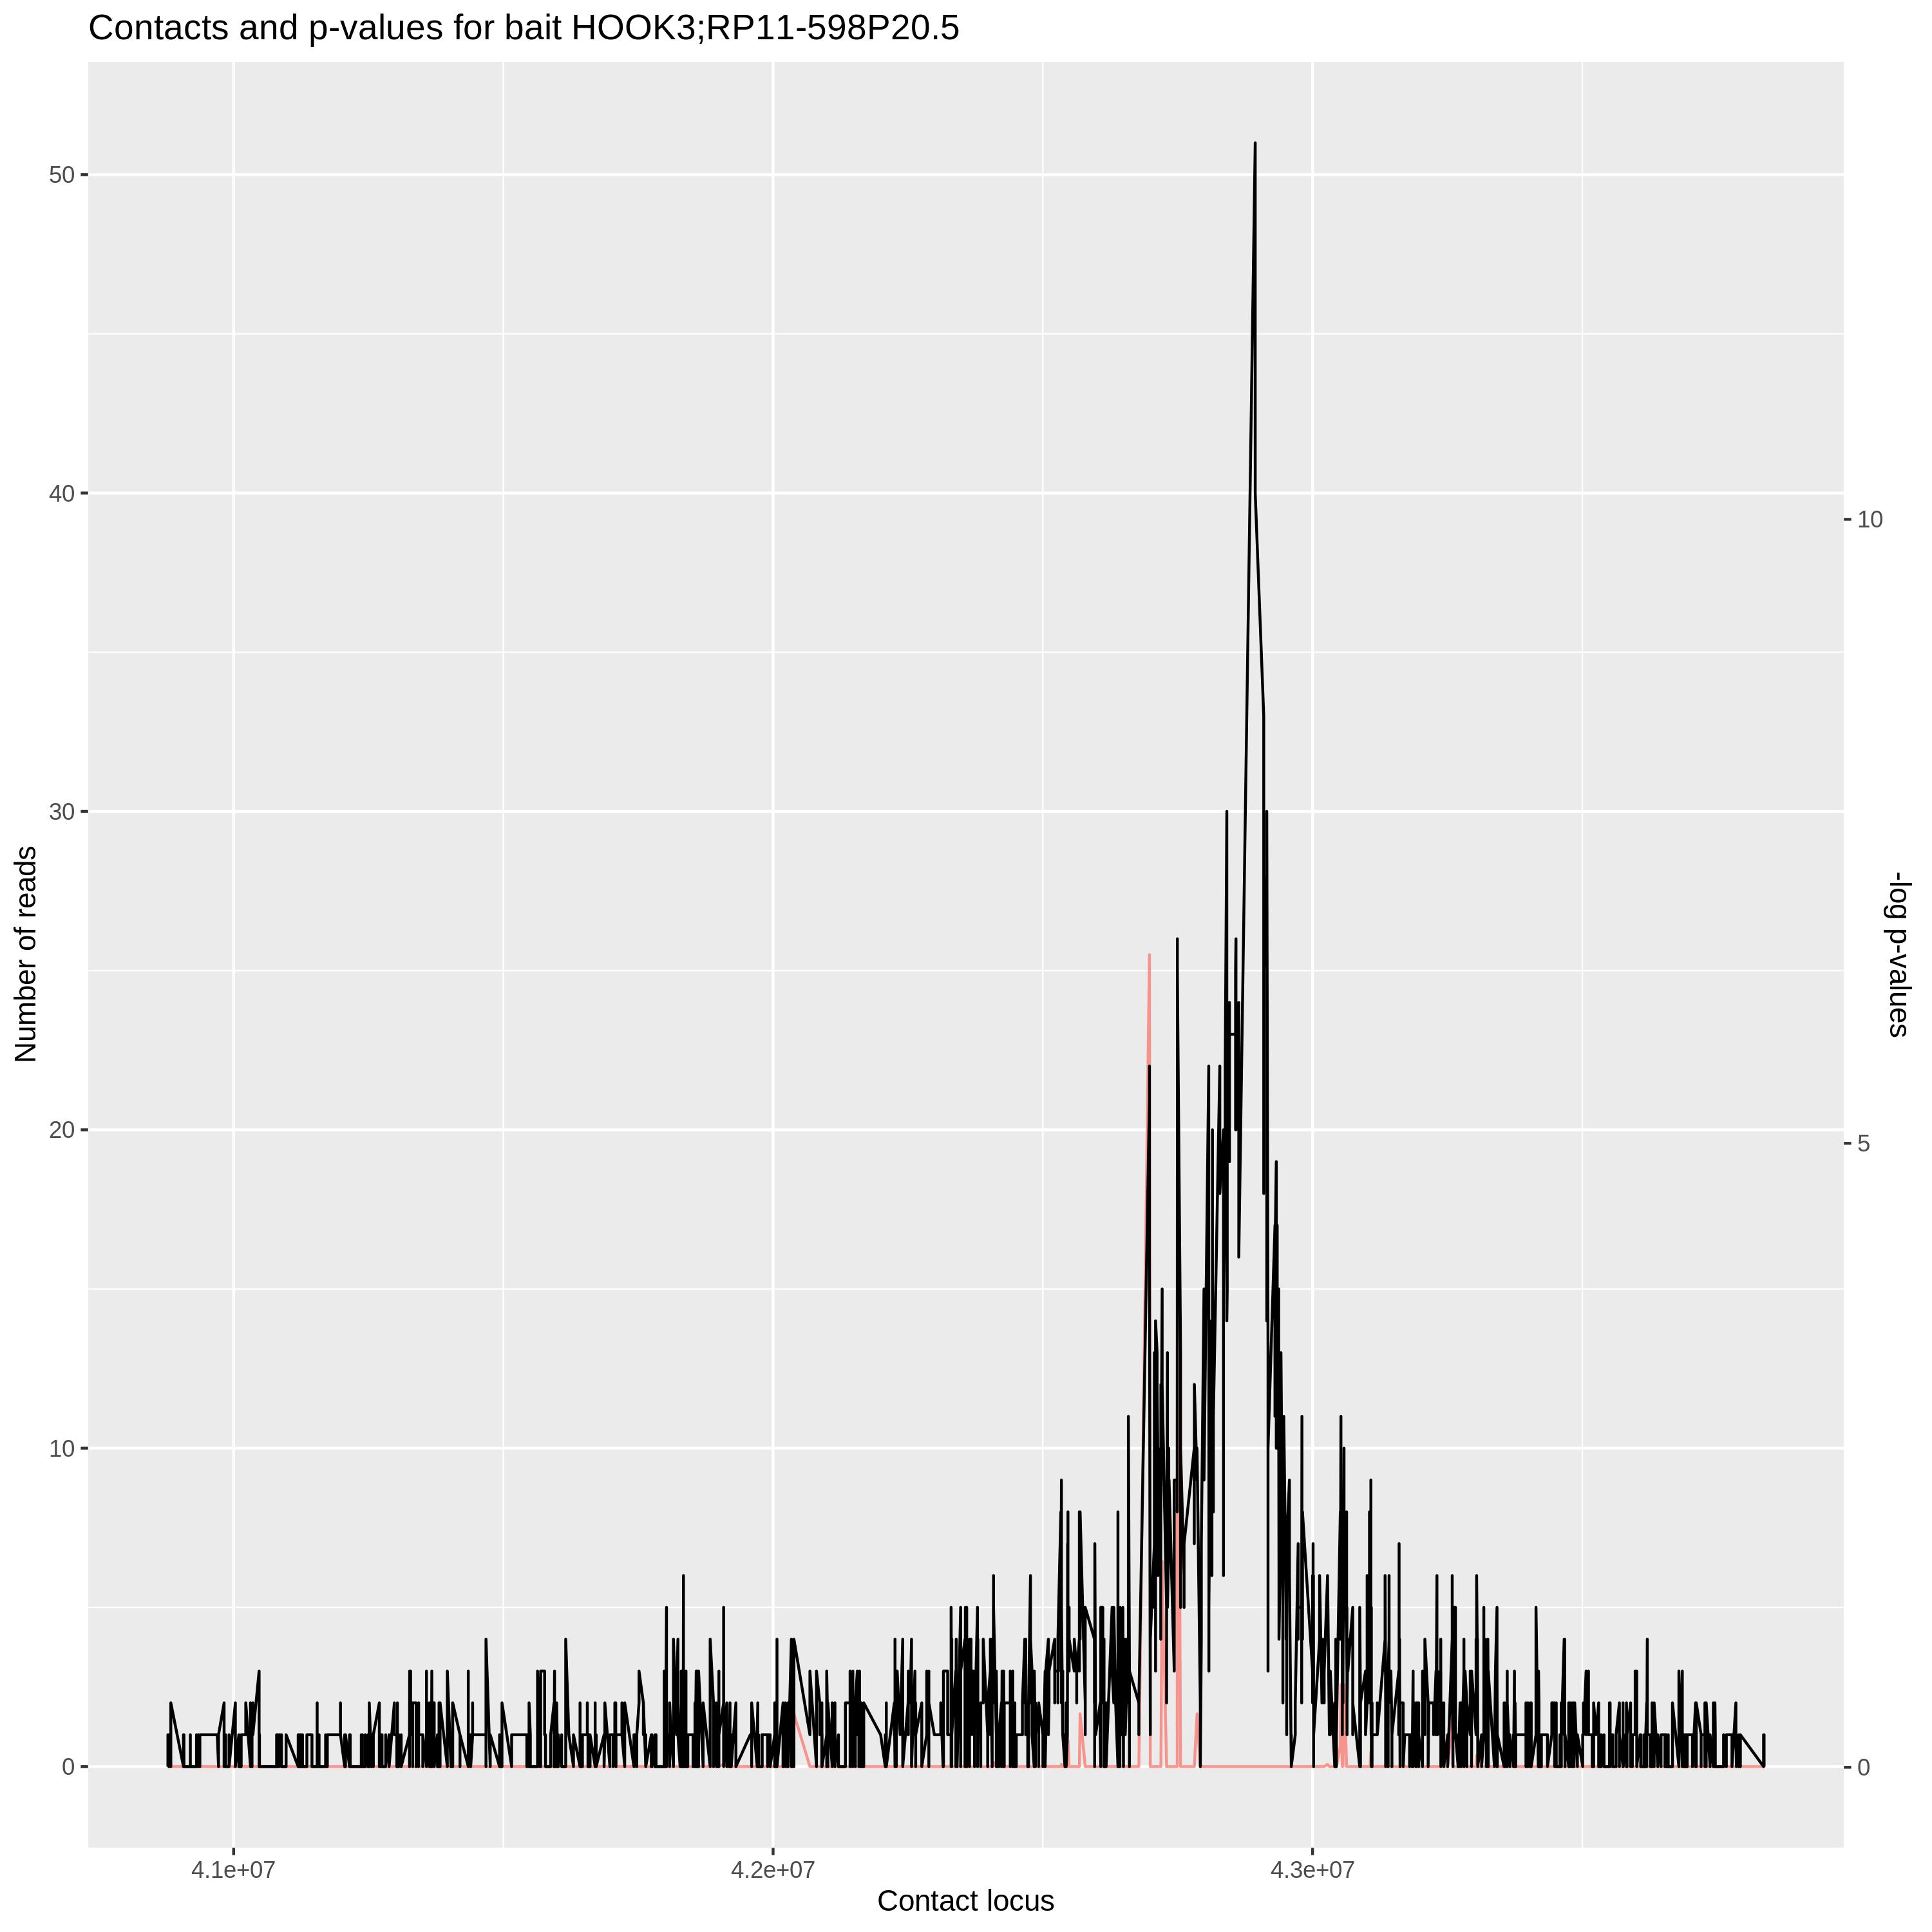 Contacts and p-values for bait HOOK3;RP11-598P20.5
50
40
30
20
10
0
Number of reads
10
5
0
-log p-values
4.1e+07
4.2e+07
4.3e+07
Contact locus